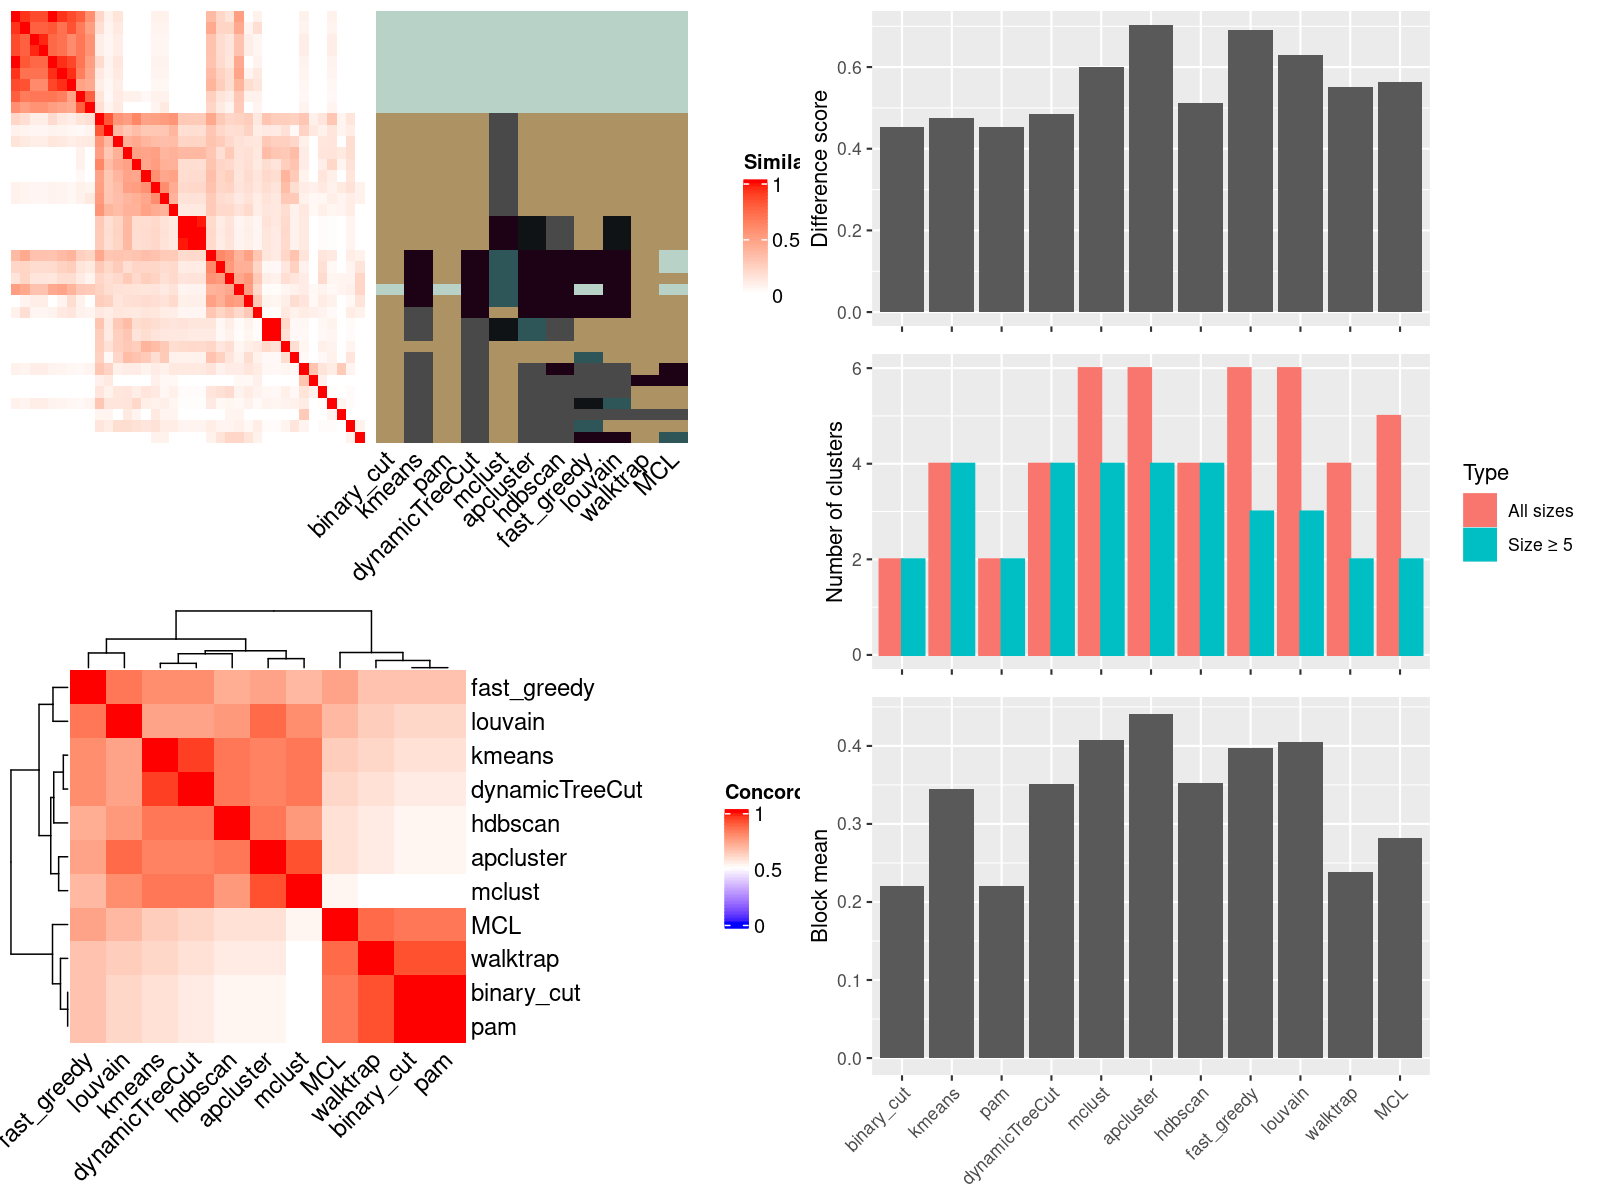 Simila
1
0.5
0
binary_cut
kmeans
pam
dynamicTreeCut
mclust
apcluster
hdbscan
fast_greedy
louvain
walktrap
MCL
Difference score
0.6
0.4
0.2
0.0
Number of clusters
6
4
2
0
Type
All sizes
Size ≥ 5
fast_greedy
louvain
kmeans
dynamicTreeCut
hdbscan
apcluster
mclust
MCL
walktrap
binary_cut
pam
fast_greedy
louvain
kmeans
dynamicTreeCut
hdbscan
apcluster
mclust
MCL
walktrap
binary_cut
pam
Concord
1
0.5
0
Block mean
0.4
0.3
0.2
0.1
0.0
binary_cut
kmeans
pam
dynamicTreeCut
mclust
apcluster
hdbscan
fast_greedy
louvain
walktrap
MCL